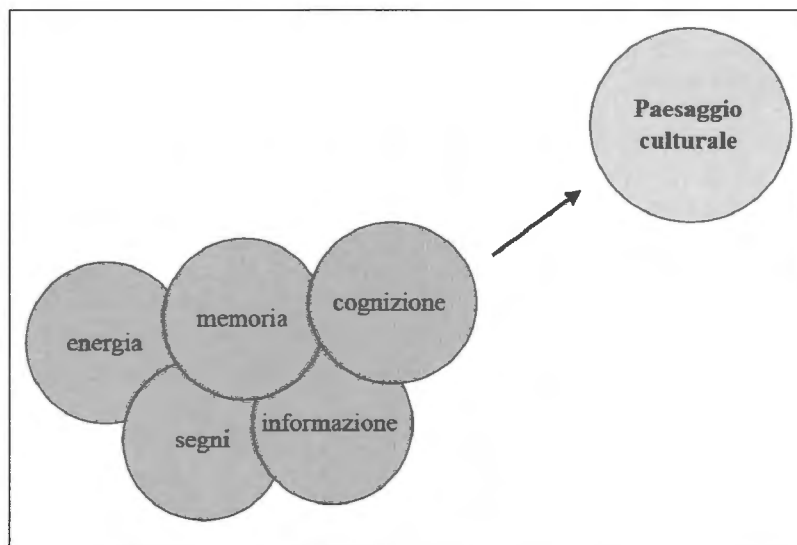 Paesaggio
culturale
cognizione
memoria
energia
informazione
segni